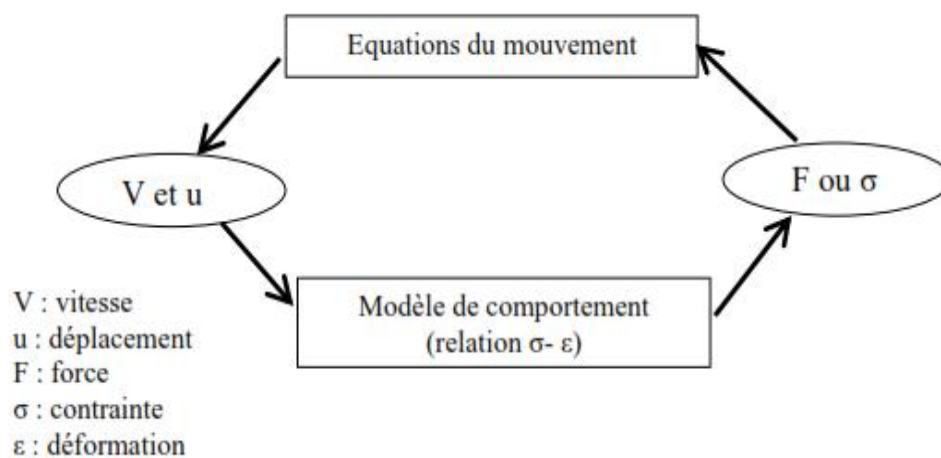 Equations du mouvement
V et u
F ou σ
Modèle de comportement
(relation σ- ε)
V : vitesse
u : déplacement
F : force
σ : contrainte
ε : déformation